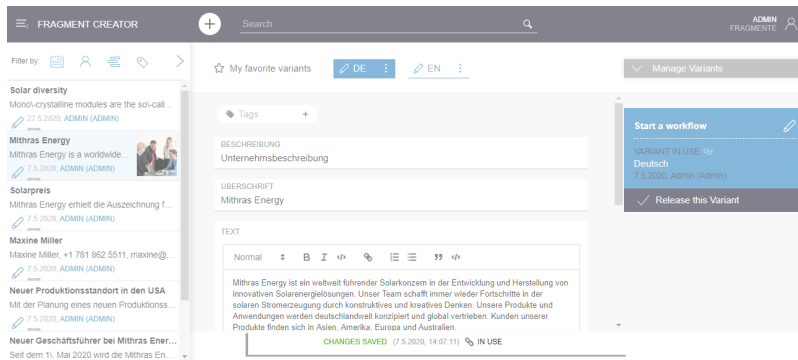 FRAGMENT CREATOR
Search
ADMIN
FRAGMENTE
Filter by:
My favorite variants
DE
EN
Manage Variants
Solar diversity
Mono\-crystalline modules are the so\-call...
27.5.2020, ADMIN (ADMIN)
Mithras Energy
Mithras Energy is a worldwide...
7.5.2020, ADMIN (ADMIN)
Solarpreis
Mithras Energy erhielt die Auszeichnung f...
7.5.2020, ADMIN (ADMIN)
Maxine Miller
Maxine Miller, +1 781 862 5511, maxine@...
7.5.2020, ADMIN (ADMIN)
Neuer Produktionsstandort in den USA
Mit der Planung eines neuen Produktionss...
7.5.2020, ADMIN (ADMIN)
Neuer Geschäftsführer bei Mithras Ener...
Seit dem 1\. Mai 2020 wird die Mithras En...
Tags +
BESCHREIBUNG
Unternehmsbeschreibung
ÜBERSCHRIFT
Mithras Energy
TEXT
Normal
Mithras Energy ist ein weltweit führender Solarkonzern in der Entwicklung und Herstellung von
innovativen Solarenergielösungen. Unser Team schafft immer wieder Fortschritte in der
solaren Stromerzeugung durch konstruktives und kreatives Denken. Unsere Produkte und
Anwendungen werden deutschlandweit konzipiert und global vertrieben. Kunden unserer
Produkte finden sich in Asien, Amerika, Europa und Australien.
CHANGES SAVED (7.5.2020, 14:07:11) IN USE
Start a workflow
VARIANT IN USE
Deutsch
7.5.2020, Admin (Admin)
Release this Variant